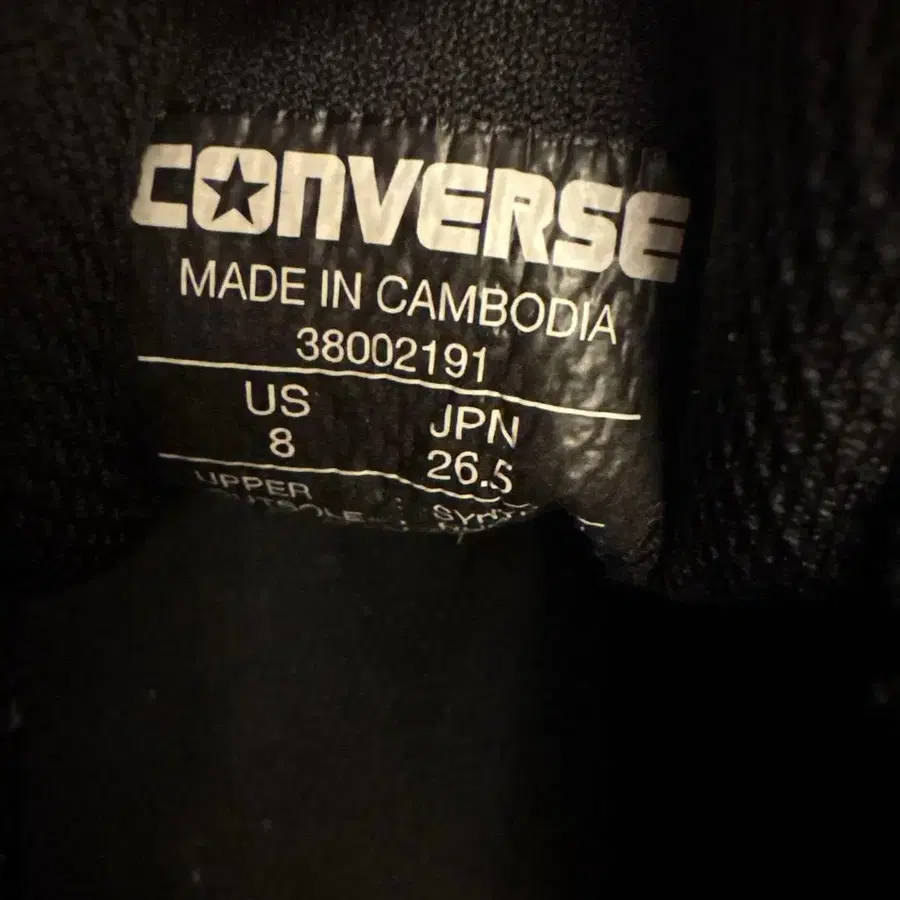 CONVERSE
MADE IN CAMBODIA
38002191
US JPN
8 26.5
UPPER :